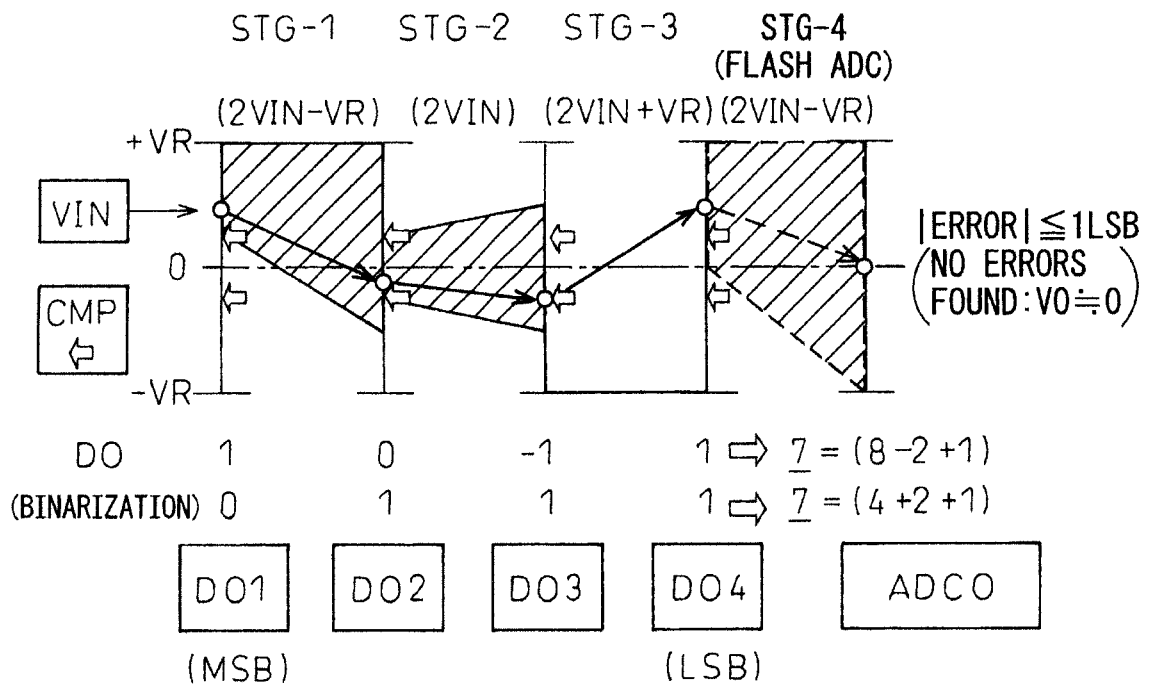 STG-1 STG-2 STG-3 STG-4
(FLASH ADC)
(2VIN-VR) (2VIN) (2VIN+VR) (2VIN-VR)
+VR
VIN
0
CMP
-VR
|ERROR|≦1LSB
(NO ERRORS
FOUND:VO≒0)
DO 1 0 -1 1 ⇨ 7 = (8-2+1)
(BINARIZATION) 0 1 1 1 ⇨ 7 = (4+2+1)
DO1 DO2 DO3 DO4 ADCO
(MSB) (LSB)